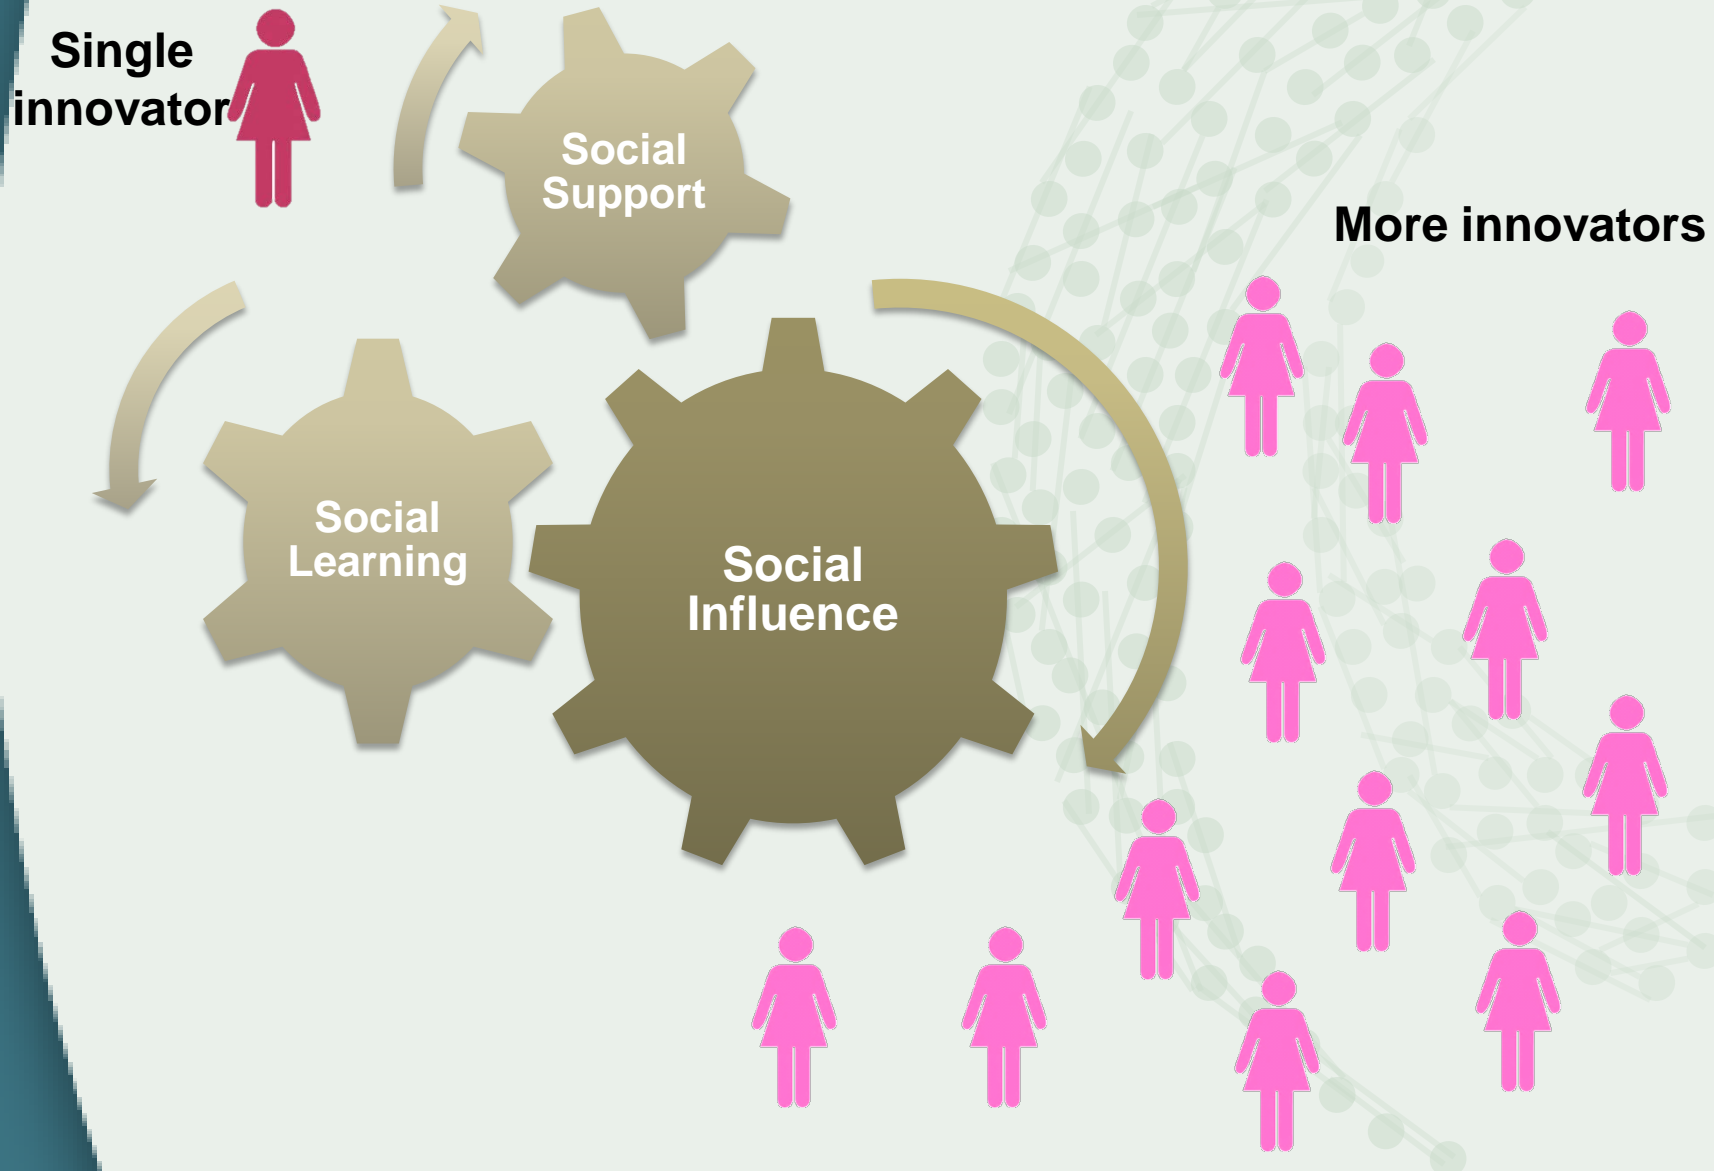 Single
innovator
Social
Support
More innovators
Social
Learning
Social
Influence